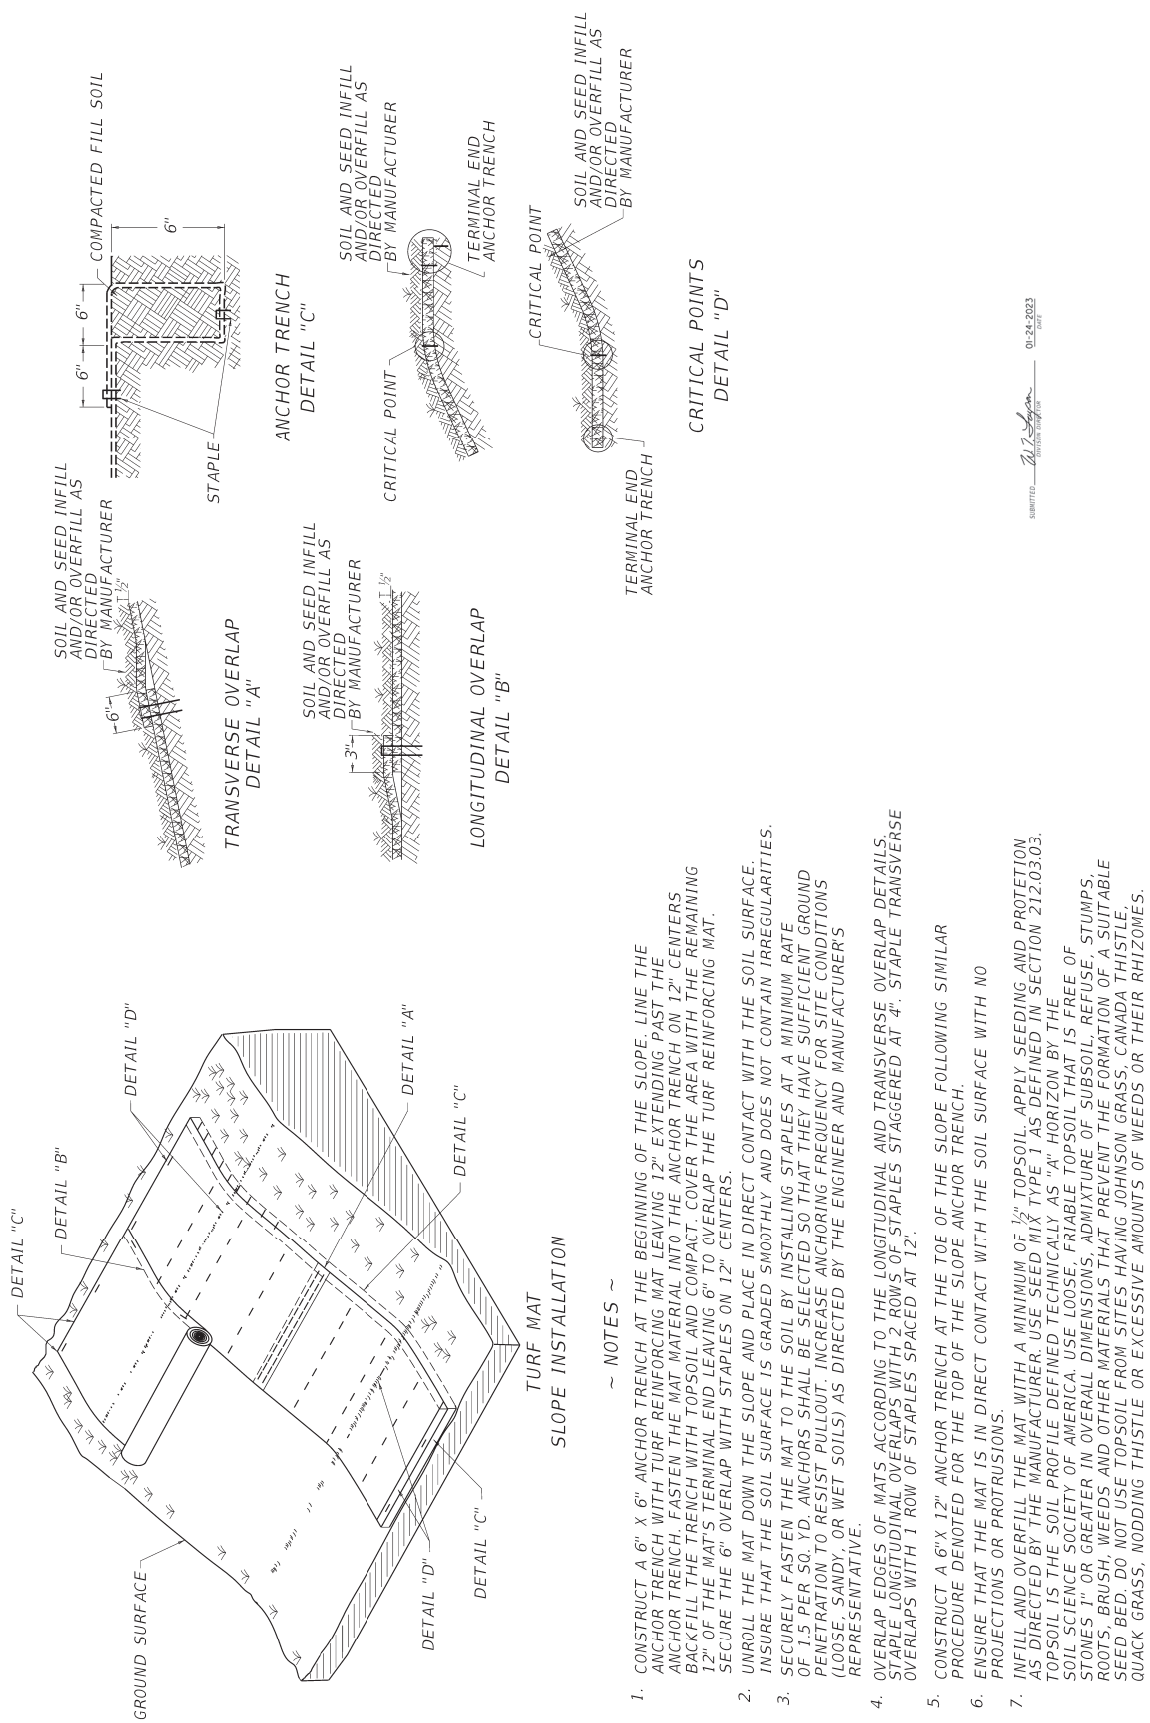 DETAIL "C"
DETAIL "B"
DETAIL "D"
GROUND SURFACE
DETAIL "A"
DETAIL "C"
DETAIL "D"
DETAIL "C"
TURF MAT
SLOPE INSTALLATION
SOIL AND SEED INFILL
AND/OR OVERFILL AS
DIRECTED
BY MANUFACTURER
1/2"
6"
TRANSVERSE OVERLAP
DETAIL "A"
SOIL AND SEED INFILL
AND/OR OVERFILL AS
DIRECTED
BY MANUFACTURER
1/2"
3"
LONGITUDINAL OVERLAP
DETAIL "B"
6"
6"
COMPACTED FILL SOIL
6"
STAPLE
ANCHOR TRENCH
DETAIL "C"
SOIL AND SEED INFILL
AND/OR OVERFILL AS
DIRECTED
BY MANUFACTURER
CRITICAL POINT
TERMINAL END
ANCHOR TRENCH
CRITICAL POINT
SOIL AND SEED INFILL
AND/OR OVERFILL AS
DIRECTED
BY MANUFACTURER
TERMINAL END
ANCHOR TRENCH
CRITICAL POINTS
DETAIL "D"
~ NOTES ~
1. CONSTRUCT A 6" X 6" ANCHOR TRENCH AT THE BEGINNING OF THE SLOPE. LINE THE
ANCHOR TRENCH WITH TURF REINFORCING MAT LEAVING 12" EXTENDING PAST THE
ANCHOR TRENCH. FASTEN THE MAT MATERIAL INTO THE ANCHOR TRENCH ON 12" CENTERS
BACKFILL THE TRENCH WITH TOPSOIL AND COMPACT. COVER THE AREA WITH THE REMAINING
12" OF THE MAT'S TERMINAL END LEAVING 6" TO OVERLAP THE TURF REINFORCING MAT.
SECURE THE 6" OVERLAP WITH STAPLES ON 12" CENTERS.
2. UNROLL THE MAT DOWN THE SLOPE AND PLACE IN DIRECT CONTACT WITH THE SOIL SURFACE.
INSURE THAT THE SOIL SURFACE IS GRADED SMOOTHLY AND DOES NOT CONTAIN IRREGULARITIES.
3. SECURELY FASTEN THE MAT TO THE SOIL BY INSTALLING STAPLES AT A MINIMUM RATE
OF 1.5 PER SQ. YD. ANCHORS SHALL BE SELECTED SO THAT THEY HAVE SUFFICIENT GROUND
PENETRATION TO RESIST PULLOUT. INCREASE ANCHORING FREQUENCY FOR SITE CONDITIONS
(LOOSE, SANDY, OR WET SOILS) AS DIRECTED BY THE ENGINEER AND MANUFACTURER'S
REPRESENTATIVE.
4. OVERLAP EDGES OF MATS ACCORDING TO THE LONGITUDINAL AND TRANSVERSE OVERLAP DETAILS.
STAPLE LONGITUDINAL OVERLAPS WITH 2 ROWS OF STAPLES STAGGERED AT 4". STAPLE TRANSVERSE
OVERLAPS WITH 1 ROW OF STAPLES SPACED AT 12'.
5. CONSTRUCT A 6"X 12" ANCHOR TRENCH AT THE TOE OF THE SLOPE FOLLOWING SIMILAR
PROCEDURE DENOTED FOR THE TOP OF THE SLOPE ANCHOR TRENCH.
6. ENSURE THAT THE MAT IS IN DIRECT CONTACT WITH THE SOIL SURFACE WITH NO
PROJECTIONS OR PROTRUSIONS.
7. INFILL AND OVERFILL THE MAT WITH A MINIMUM OF 1/2" TOPSOIL. APPLY SEEDING AND PROTETION
AS DIRECTED BY THE MANUFACTURER. USE SEED MIX TYPE 1 AS DEFINED IN SECTION 212.03.03.
TOPSOIL IS THE SOIL PROFILE DEFINED TECHNICALLY AS "A" HORIZON BY THE
SOIL SCIENCE SOCIETY OF AMERICA. USE LOOSE, FRIABLE TOPSOIL THAT IS FREE OF
STONES 1" OR GREATER IN OVERALL DIMENSIONS, ADMIXTURE OF SUBSOIL, REFUSE, STUMPS,
ROOTS, BRUSH, WEEDS AND OTHER MATERIALS THAT PREVENT THE FORMATION OF A SUITABLE
SEED BED. DO NOT USE TOPSOIL FROM SITES HAVING JOHNSON GRASS, CANADA THISTLE,
QUACK GRASS, NODDING THISTLE OR EXCESSIVE AMOUNTS OF WEEDS OR THEIR RHIZOMES.
SUBMITTED
DIVISON DIRECTOR
01-24-2023
DATE